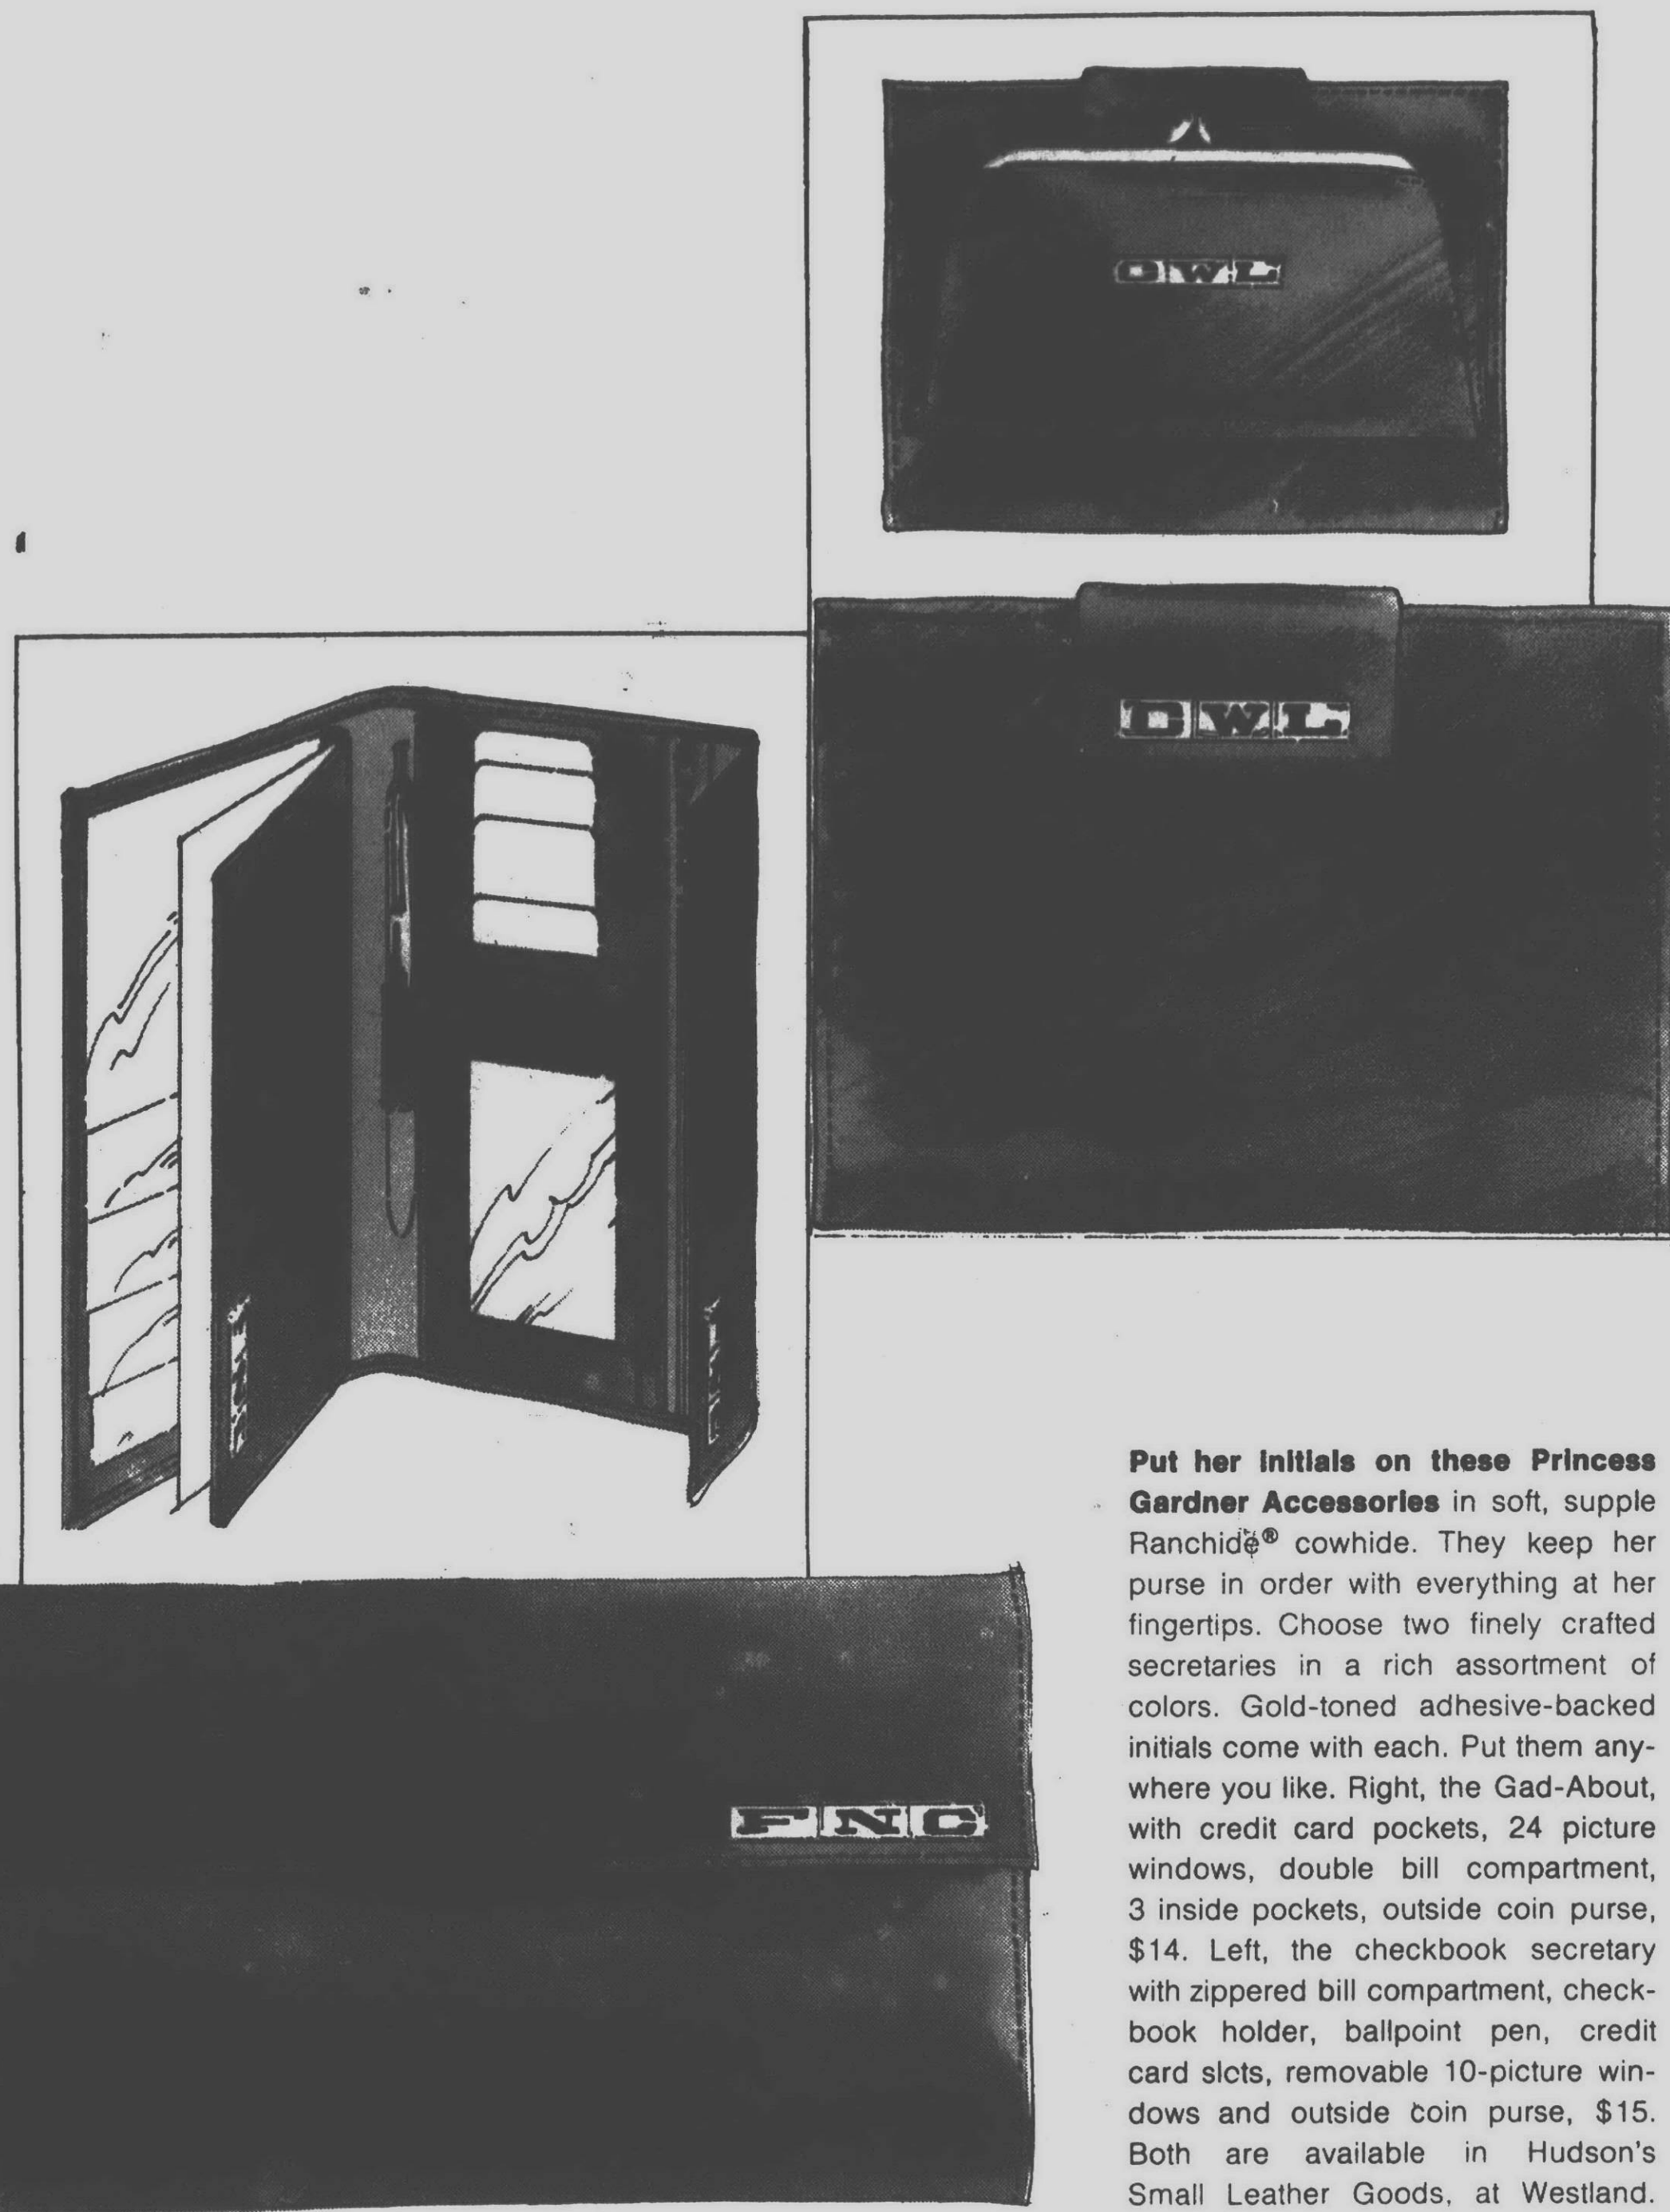 OWL
CWL
FNC
Put her initials on these Princess
Gardner Accessories in soft, supple
Ranchide® cowhide. They keep her
purse in order with everything at her
fingertips. Choose two finely crafted
secretaries in a rich assortment of
colors. Gold-toned adhesive-backed
initials come with each. Put them any-
where you like. Right, the Gad-About,
with credit card pockets, 24 picture
windows, double bill compartment,
3 inside pockets, outside coin purse,
$14. Left, the checkbook secretary
with zippered bill compartment, check-
book holder, ballpoint pen, credit
card slots, removable 10-picture win-
dows and outside coin purse, $15.
Both are available in Hudson's
Small Leather Goods, at Westland.